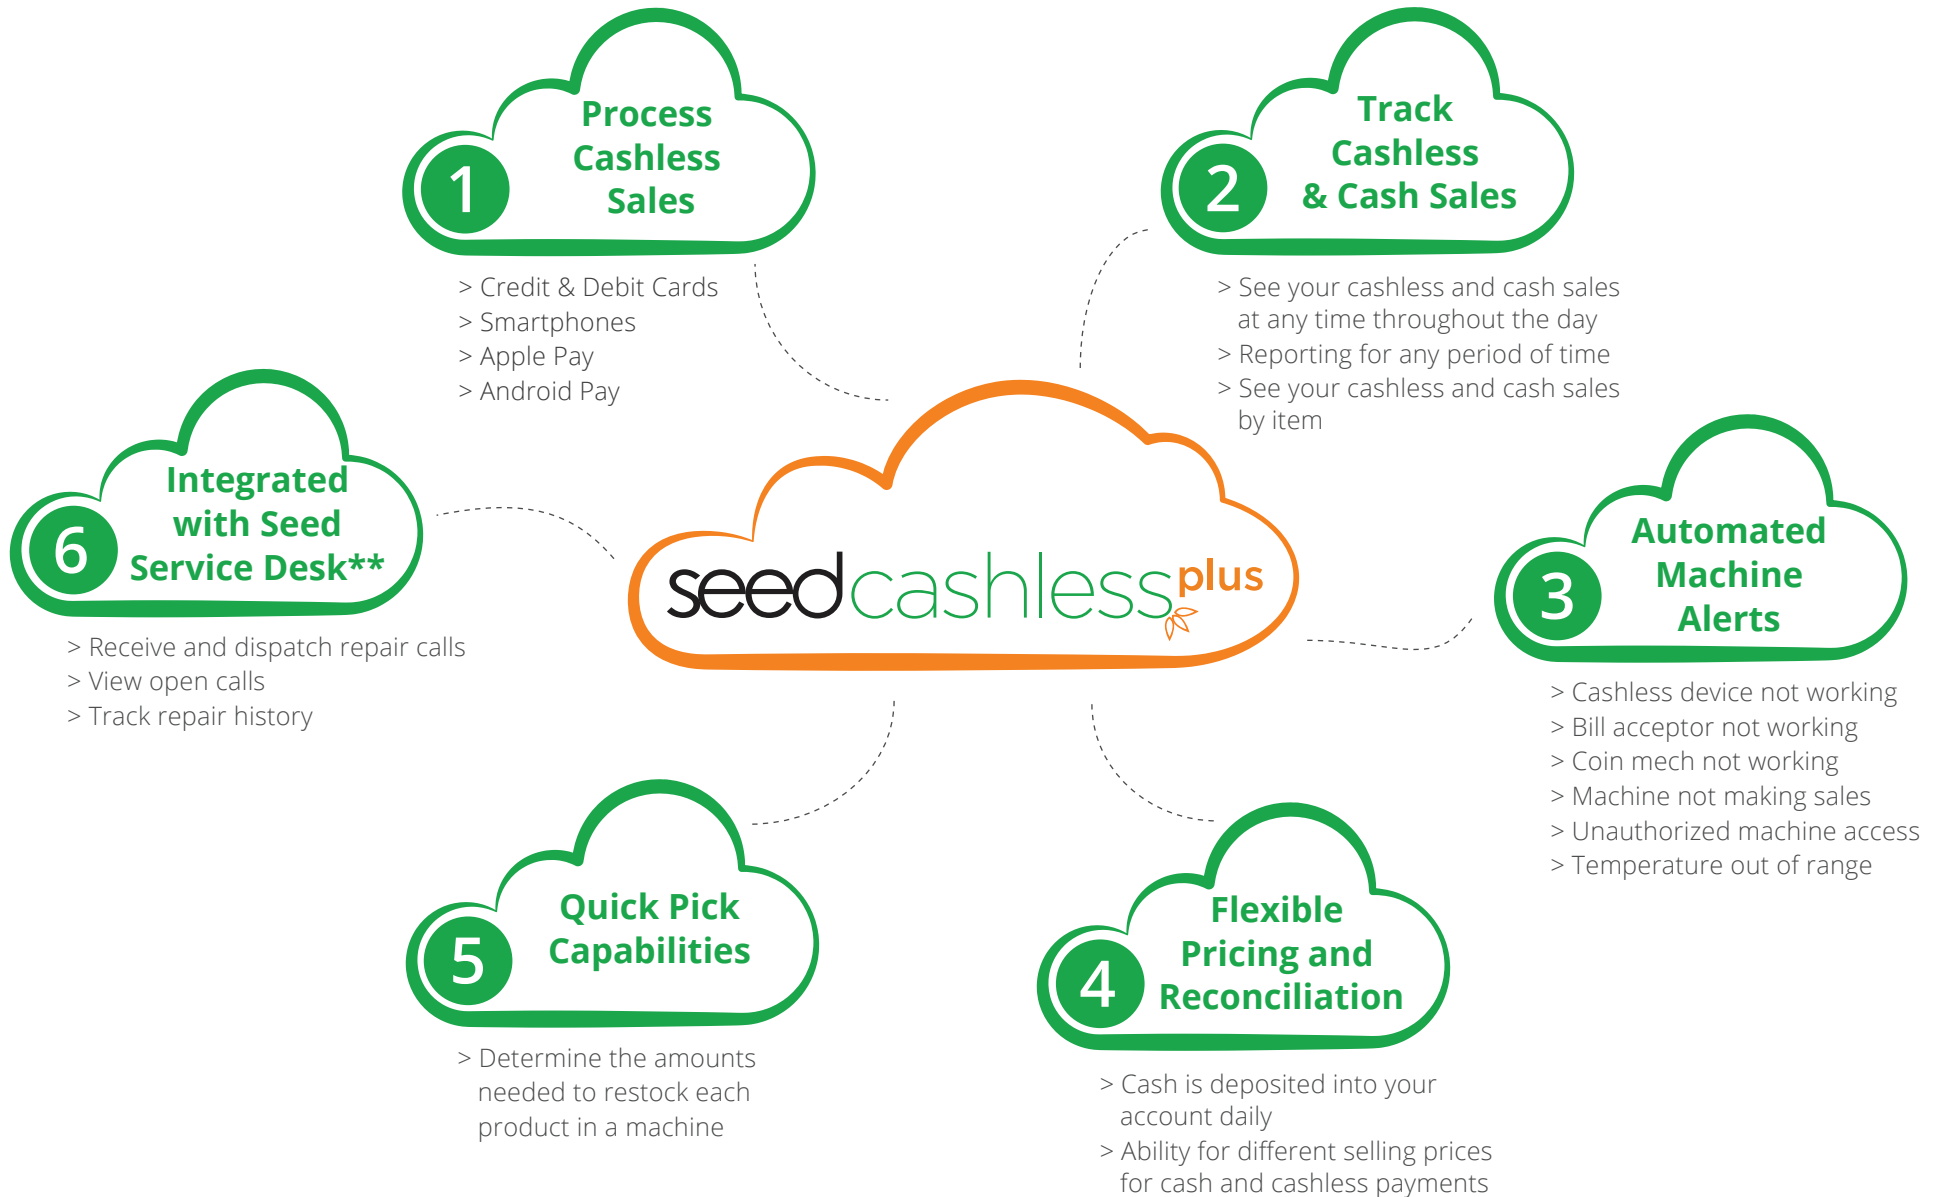 1
Process
Cashless
Sales
> Credit & Debit Cards
> Smartphones
> Apple Pay
> Android Pay
2
Track
Cashless
& Cash Sales
> See your cashless and cash sales
at any time throughout the day
> Reporting for any period of time
> See your cashless and cash sales
by item
seedcashlessplus
3
Automated
Machine
Alerts
> Cashless device not working
> Bill acceptor not working
> Coin mech not working
> Machine not making sales
> Unauthorized machine access
> Temperature out of range
4
Flexible
Pricing and
Reconciliation
> Cash is deposited into your
account daily
> Ability for different selling prices
for cash and cashless payments
5
Quick Pick
Capabilities
> Determine the amounts
needed to restock each
product in a machine
6
Integrated
with Seed
Service Desk**
> Receive and dispatch repair calls
> View open calls
> Track repair history